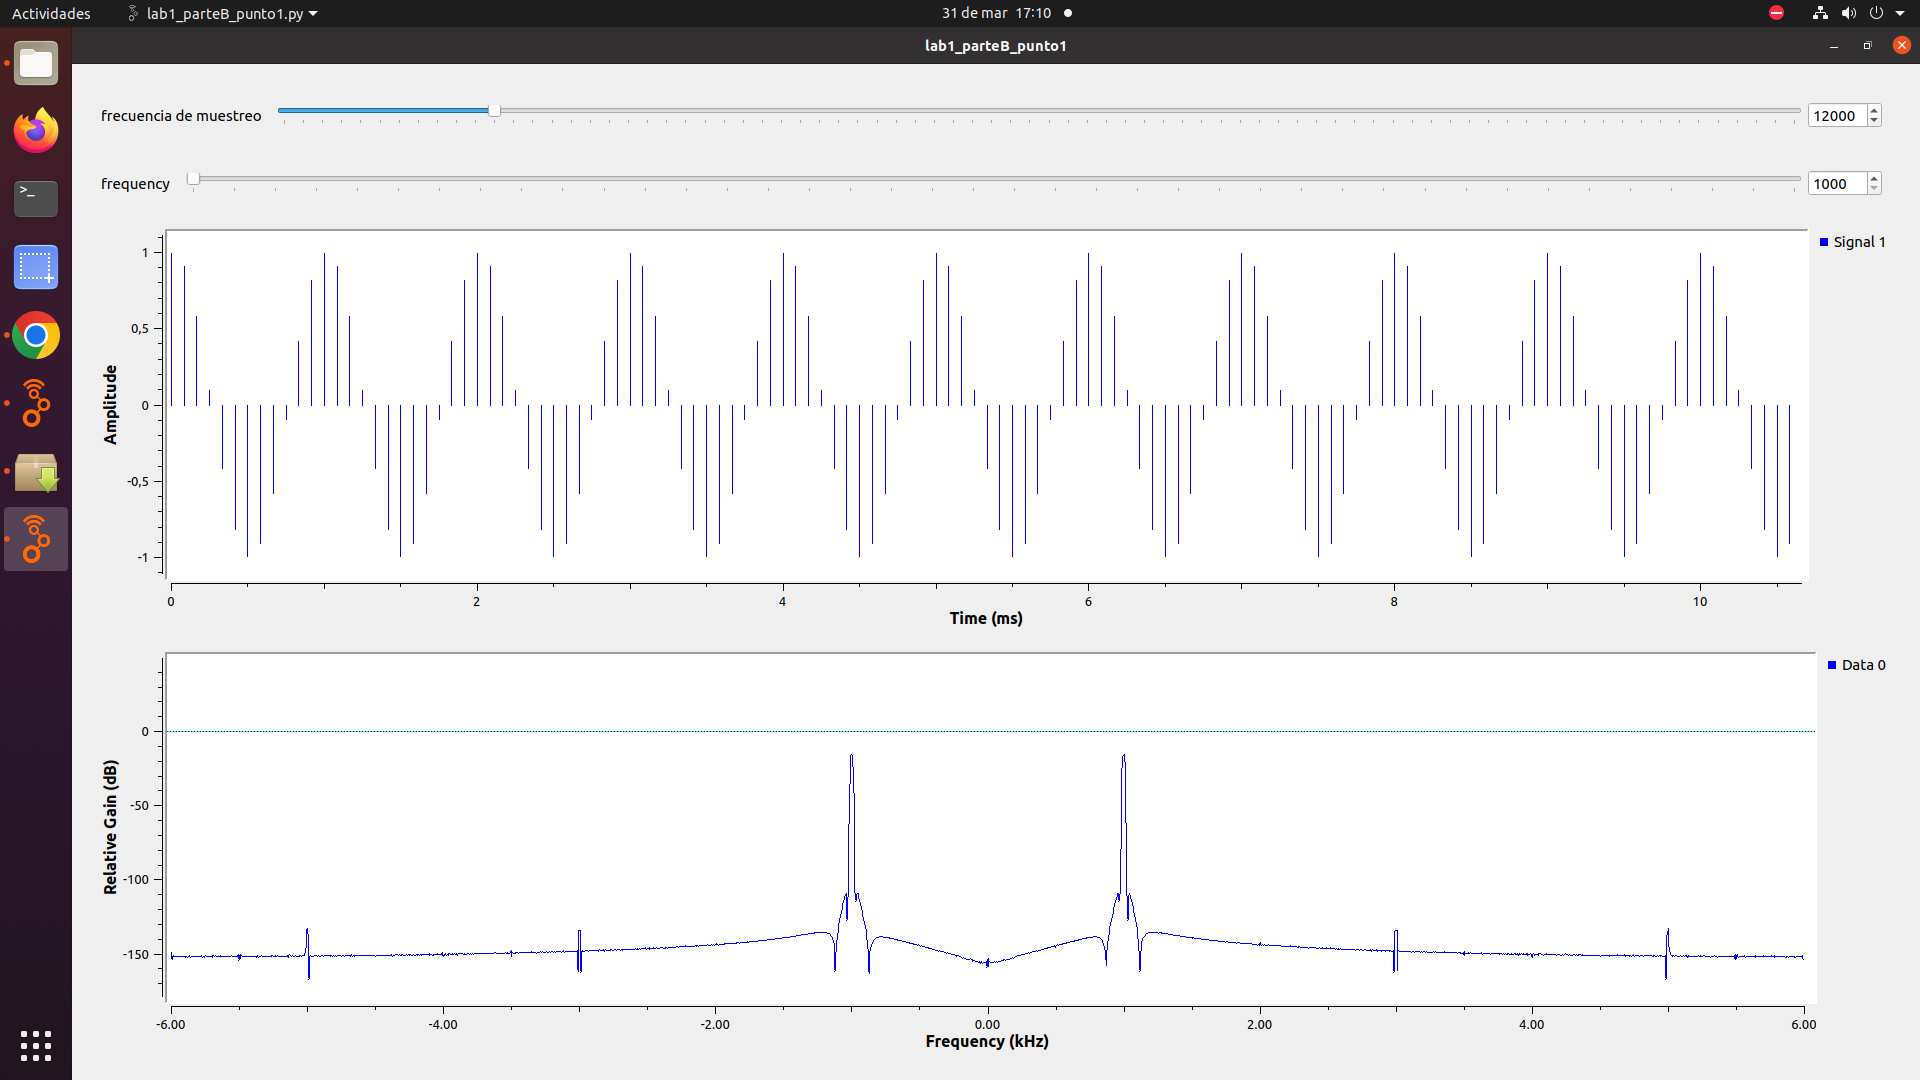 Actividades lab1_parteB_punto1.py 31 de mar 17:10
lab1_parteB_punto1
frecuencia de muestreo 12000
frequency 1000
Signal 1
1
0,5
0
-0,5
-1
Amplitude
0 2 4 6 8 10
Time (ms)
Data 0
0
-50
-100
-150
Relative Gain (dB)
-6.00 -4.00 -2.00 0.00 2.00 4.00 6.00
Frequency (kHz)